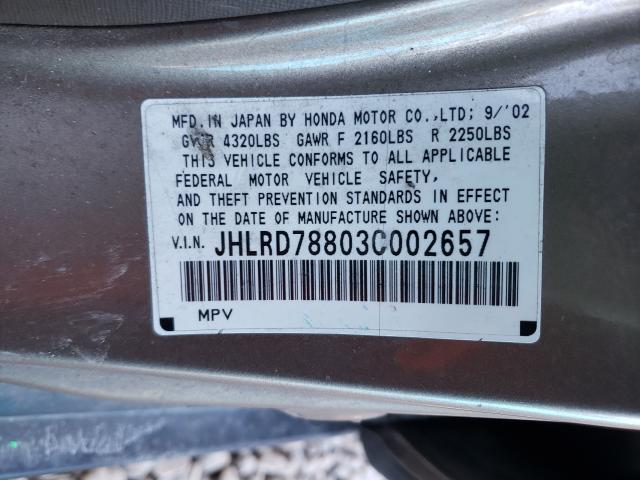 MFD. IN JAPAN BY HONDA MOTOR CO.,LTD; 9/'02
GVWR 4320LBS GAWR F 2160LBS R 2250LBS
THIS VEHICLE CONFORMS TO ALL APPLICABLE
FEDERAL MOTOR VEHICLE SAFETY,
AND THEFT PREVENTION STANDARDS IN EFFECT
ON THE DATE OF MANUFACTURE SHOWN ABOVE:
V.I.N. JHLRD78803C002657
MPV